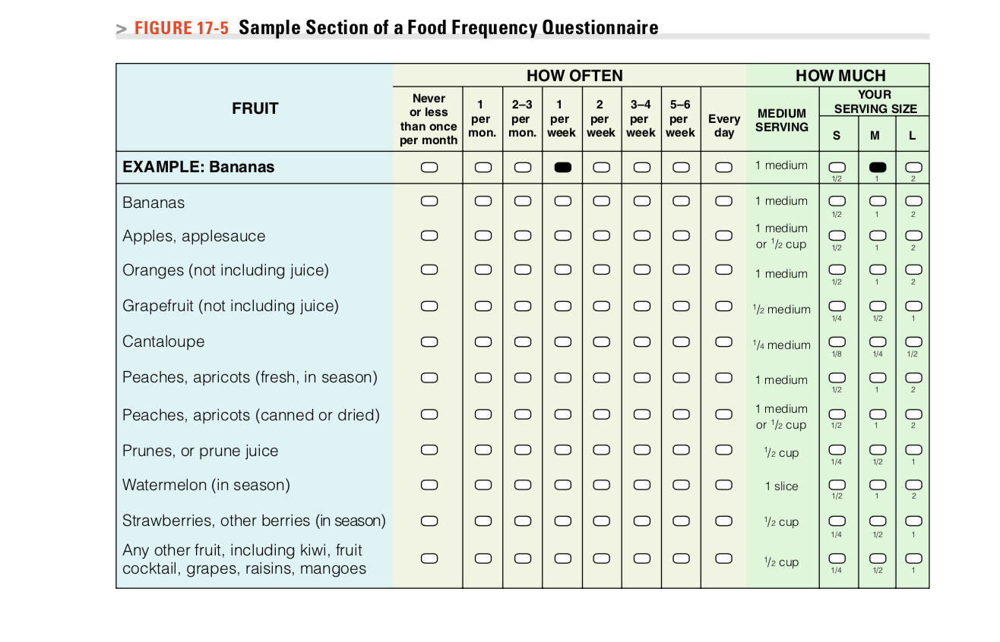 > FIGURE 17-5 Sample Section of a Food Frequency Questionnaire
FRUIT
HOW OFTEN
HOW MUCH
Never
or less
than once
per month
1
per
mon.
2–3
per
mon.
1
per
week
2
per
week
3–4
per
week
5–6
per
week
Every
day
MEDIUM
SERVING
YOUR
SERVING SIZE
S M L
EXAMPLE: Bananas 1 medium
1/2 1 2
Bananas 1 medium
1/2 1 2
Apples, applesauce 1 medium
or 1/2 cup
1/2 1 2
Oranges (not including juice) 1 medium
1/2 1 2
Grapefruit (not including juice) 1/2 medium
1/4 1/2 1
Cantaloupe 1/4 medium
1/8 1/4 1/2
Peaches, apricots (fresh, in season) 1 medium
1/2 1 2
Peaches, apricots (canned or dried) 1 medium
or 1/2 cup
1/2 1 2
Prunes, or prune juice 1/2 cup
1/4 1/2 1
Watermelon (in season) 1 slice
1/2 1 2
Strawberries, other berries (in season) 1/2 cup
1/4 1/2 1
Any other fruit, including kiwi, fruit
cocktail, grapes, raisins, mangoes 1/2 cup
1/4 1/2 1